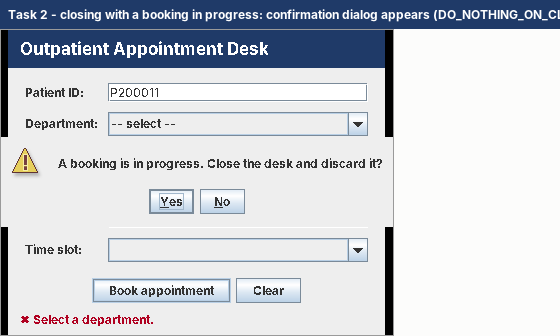 Task 2 - closing with a booking in progress: confirmation dialog appears (DO_NOTHING_ON_CL
Outpatient Appointment Desk
Patient ID: P200011
Department: -- select --
A booking is in progress. Close the desk and discard it?
Yes No
Time slot:
Book appointment Clear
✖ Select a department.